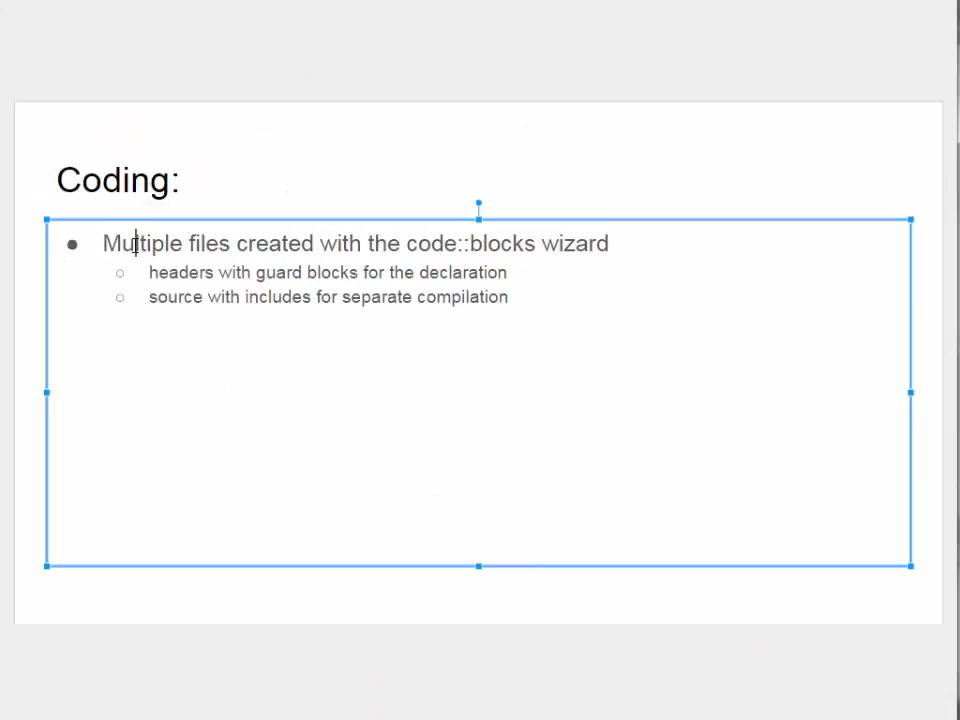 Coding:
● Multiple files created with the code::blocks wizard
○ headers with guard blocks for the declaration
○ source with includes for separate compilation